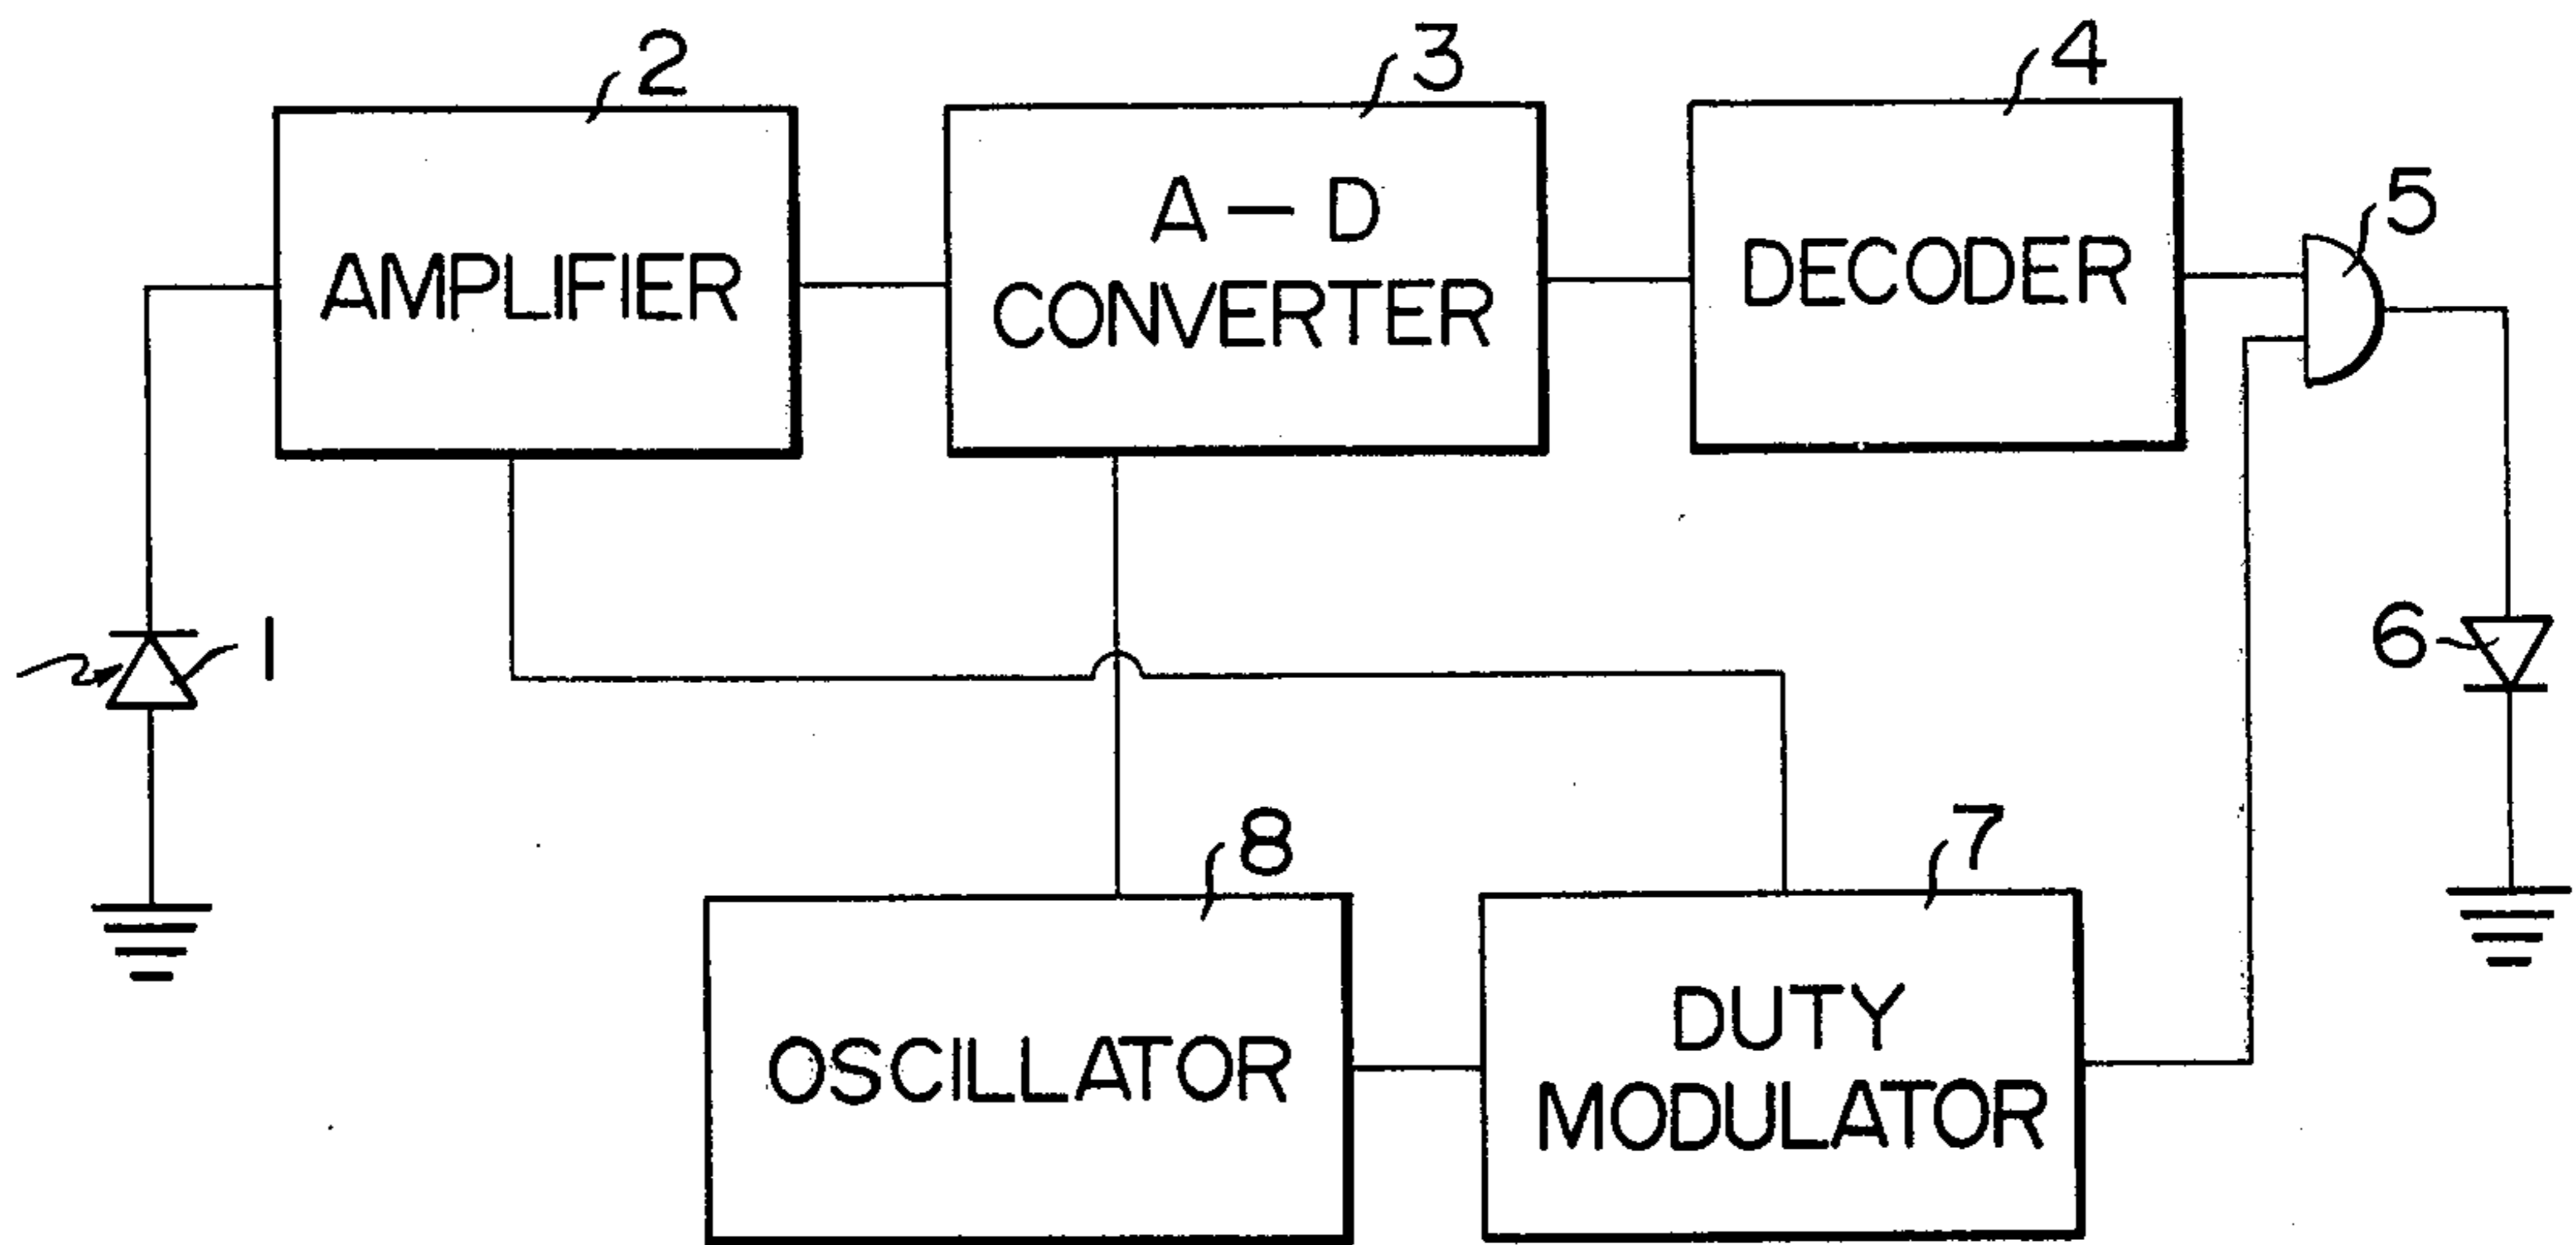 2
3
4
AMPLIFIER
A-D
CONVERTER
DECODER
5
1
6
8
7
OSCILLATOR
DUTY
MODULATOR